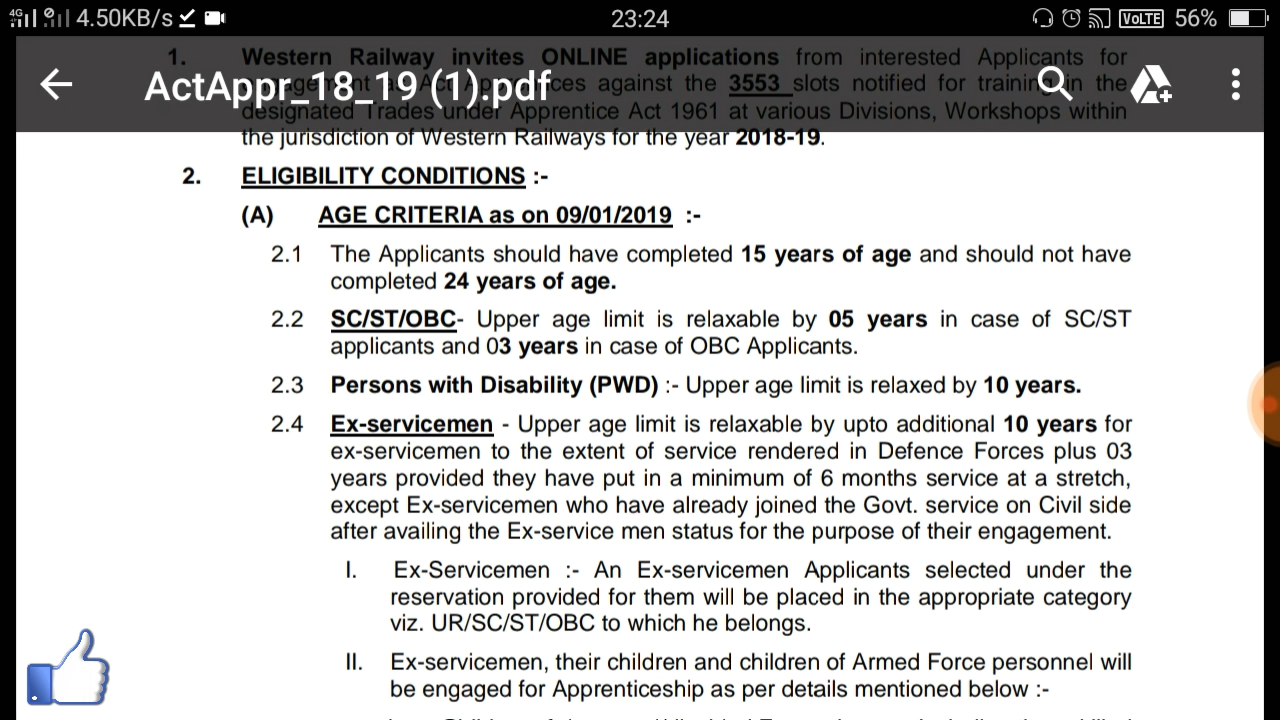 4G 4.50KB/s 23:24 VoLTE 56%
1. Western Railway invites ONLINE applications from interested Applicants for
ActAppr_18_19 (1).pdf
against the 3553 slots notified for training in the
designated Trades under Apprentice Act 1961 at various Divisions, Workshops within
the jurisdiction of Western Railways for the year 2018-19.
2. ELIGIBILITY CONDITIONS :-
(A) AGE CRITERIA as on 09/01/2019 :-
2.1 The Applicants should have completed 15 years of age and should not have
completed 24 years of age.
2.2 SC/ST/OBC- Upper age limit is relaxable by 05 years in case of SC/ST
applicants and 03 years in case of OBC Applicants.
2.3 Persons with Disability (PWD) :- Upper age limit is relaxed by 10 years.
2.4 Ex-servicemen - Upper age limit is relaxable by upto additional 10 years for
ex-servicemen to the extent of service rendered in Defence Forces plus 03
years provided they have put in a minimum of 6 months service at a stretch,
except Ex-servicemen who have already joined the Govt. service on Civil side
after availing the Ex-service men status for the purpose of their engagement.
I. Ex-Servicemen :- An Ex-servicemen Applicants selected under the
reservation provided for them will be placed in the appropriate category
viz. UR/SC/ST/OBC to which he belongs.
II. Ex-servicemen, their children and children of Armed Force personnel will
be engaged for Apprenticeship as per details mentioned below :-